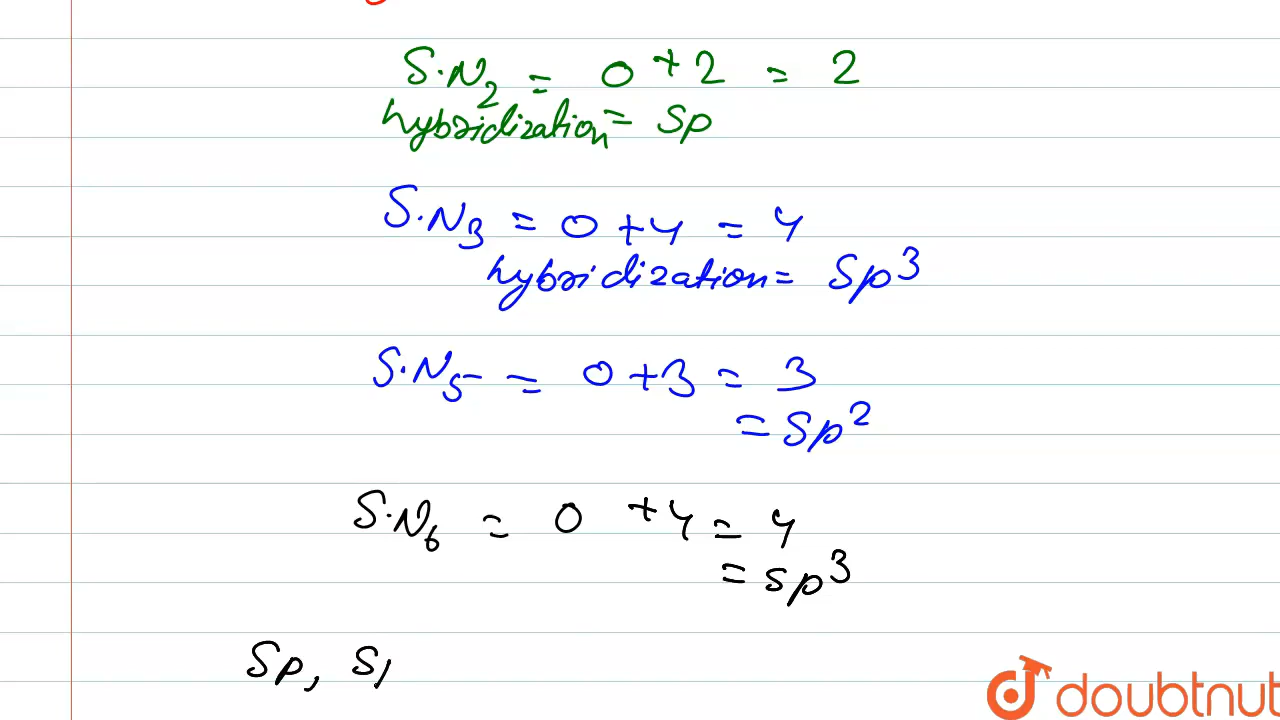 S.N₂ = 0 + 2 = 2
hybridization = Sp
S.N₃ = 0 + 4 = 4
hybridization = Sp³
S.N₅ = 0 + 3 = 3
= Sp²
S.N₆ = 0 + 4 = 4
= sp³
Sp, S
doubtnut